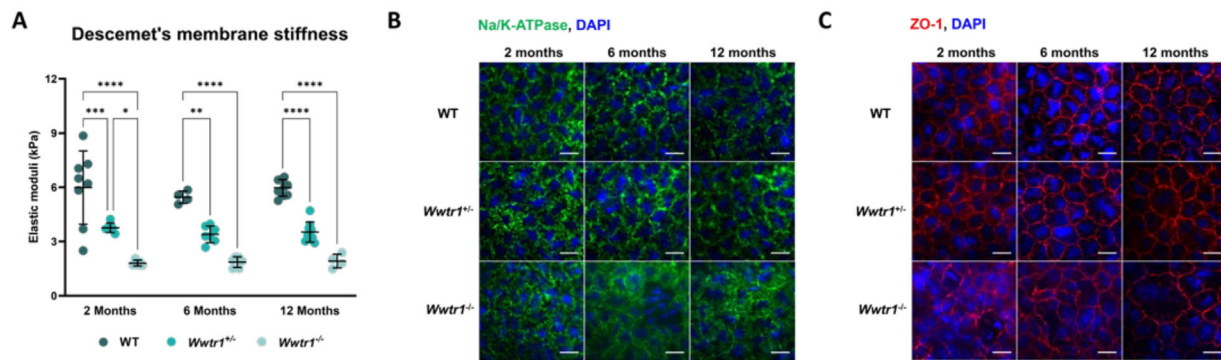 A
Descemet's membrane stiffness
Elastic moduli (kPa)
12
9
6
3
0
**** **** ****
*** * ** ****
2 Months 6 Months 12 Months
WT Wwtr1+/- Wwtr1-/-
B
Na/K-ATPase, DAPI
2 months 6 months 12 months
WT
Wwtr1+/-
Wwtr1-/-
C
ZO-1, DAPI
2 months 6 months 12 months
WT
Wwtr1+/-
Wwtr1-/-